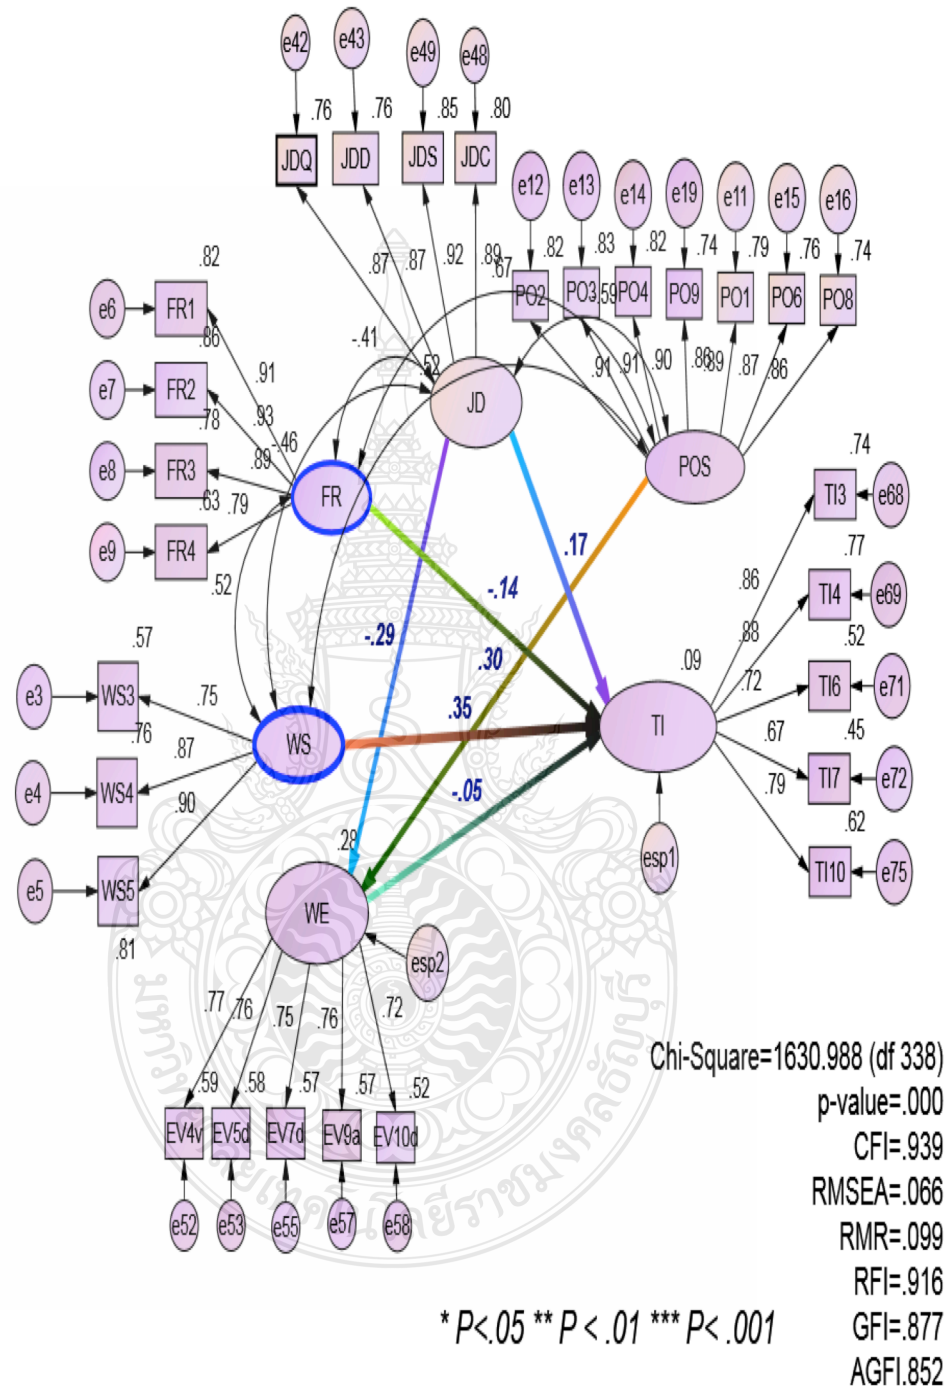 e42 e43 e49 e48
.76 .76 .85 .80
JDQ JDD JDS JDC
e12 e13 e14 e19 e11 e15 e16
.82 .83 .82 .74 .79 .76 .74
PO2 PO3 PO4 PO9 PO1 PO6 PO8
.87 .87 .92 .89 .67
.59
.91 .91 .90 .86 .89 .87 .86
.82
e6 FR1
.86
e7 FR2
.78
e8 FR3
.63
e9 FR4
.91
.93
.89
.79
-.41
.52
-.46
.52
JD
POS
FR
.74
TI3 e68
.77
TI4 e69
.52
TI6 e71
.45
TI7 e72
.62
TI10 e75
.86
.88
.72
.67
.79
.17
-.14
-.29
.30
.35
-.05
.09
TI
esp1
.57
e3 WS3
.76
e4 WS4
e5 WS5
.81
.75
.87
.90
WS
.28
WE
esp2
.77 .76 .75 .76 .72
.59 .58 .57 .57 .52
EV4v EV5d EV7d EV9a EV10d
e52 e53 e55 e57 e58
Chi-Square=1630.988 (df 338)
p-value=.000
CFI=.939
RMSEA=.066
RMR=.099
RFI=.916
GFI=.877
AGFI.852
* P<.05 ** P < .01 *** P< .001